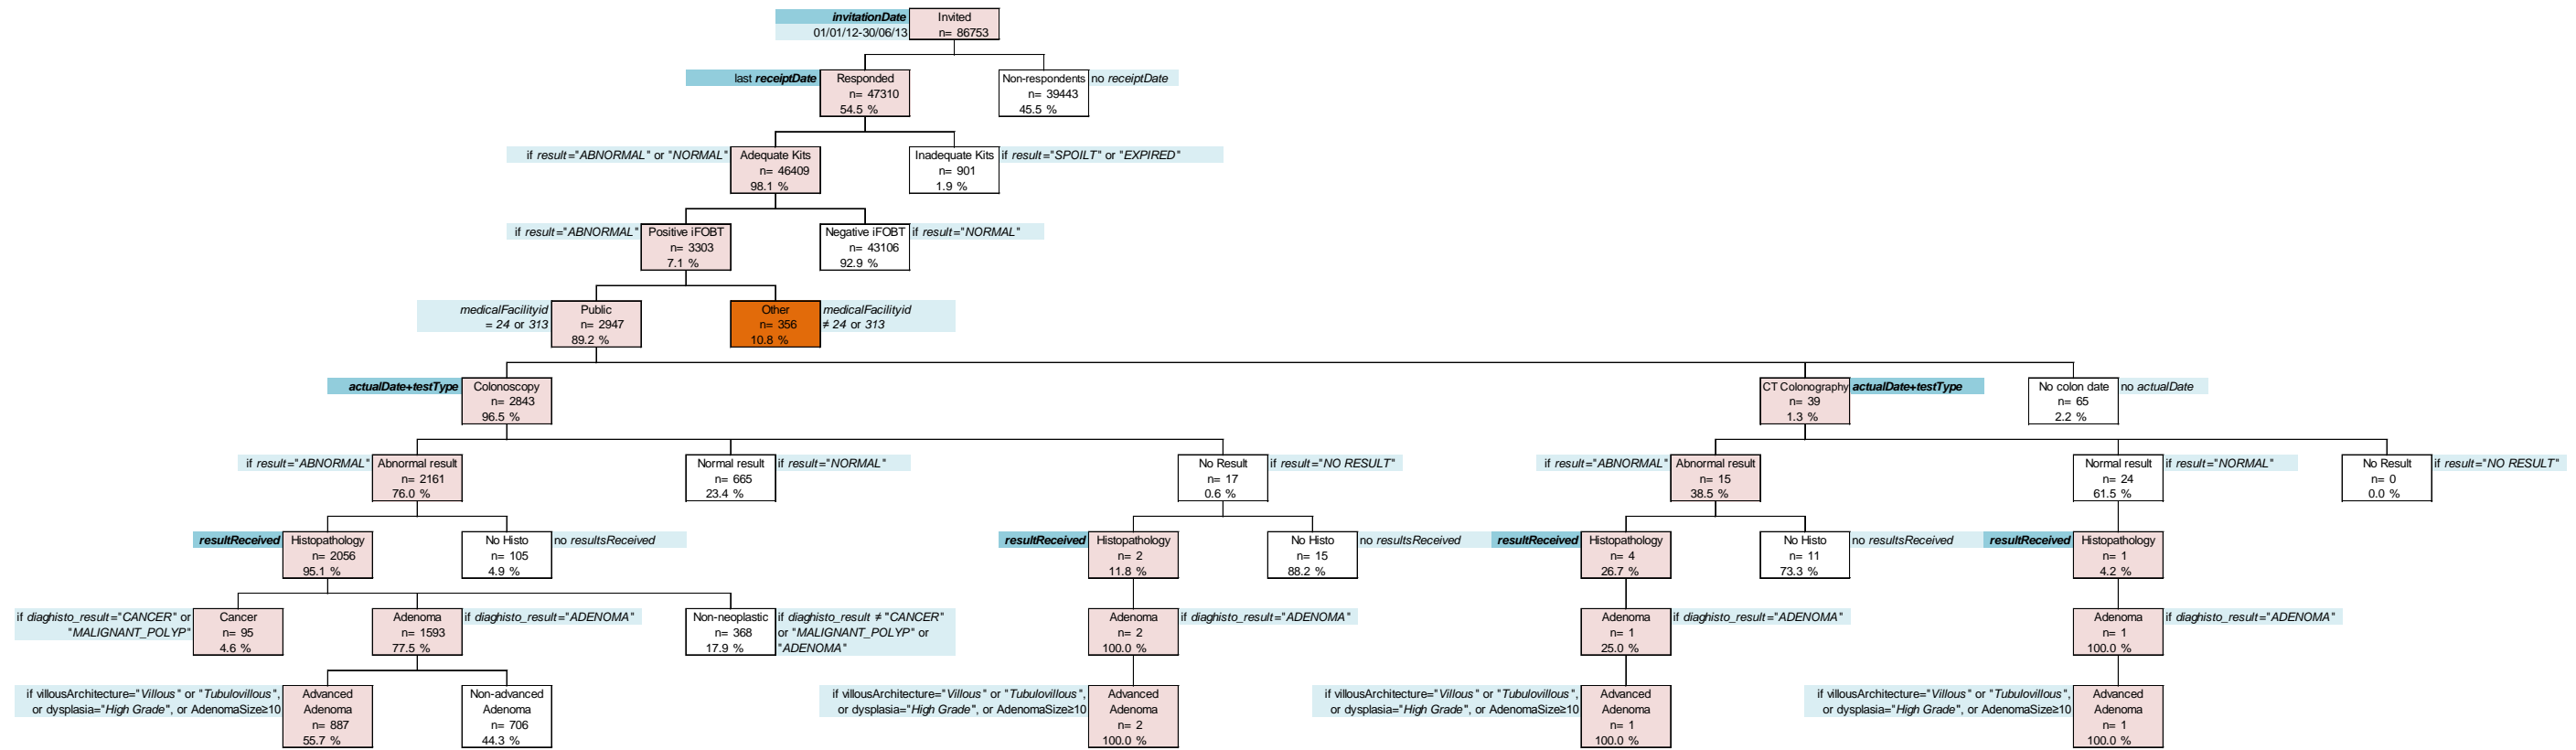 invitationDate
01/01/12-30/06/13
Invited
n= 86753
last receiptDate
Responded
n= 47310
54.5 %
Non-respondents
n= 39443
45.5 %
no receiptDate
if result="ABNORMAL" or "NORMAL"
Adequate Kits
n= 46409
98.1 %
Inadequate Kits
n= 901
1.9 %
if result="SPOILT" or "EXPIRED"
if result="ABNORMAL"
Positive iFOBT
n= 3303
7.1 %
Negative iFOBT
n= 43106
92.9 %
if result="NORMAL"
medicalFacilityid
= 24 or 313
Public
n= 2947
89.2 %
Other
n= 356
10.8 %
medicalFacilityid
≠ 24 or 313
actualDate+testType
Colonoscopy
n= 2843
96.5 %
CT Colonography
n= 39
1.3 %
actualDate+testType
No colon date
n= 65
2.2 %
no actualDate
if result="ABNORMAL"
Abnormal result
n= 2161
76.0 %
Normal result
n= 665
23.4 %
if result="NORMAL"
No Result
n= 17
0.6 %
if result="NO RESULT"
if result="ABNORMAL"
Abnormal result
n= 15
38.5 %
Normal result
n= 24
61.5 %
if result="NORMAL"
No Result
n= 0
0.0 %
if result="NO RESULT"
resultReceived
Histopathology
n= 2056
95.1 %
No Histo
n= 105
4.9 %
no resultsReceived
resultReceived
Histopathology
n= 2
11.8 %
No Histo
n= 15
88.2 %
no resultsReceived
resultReceived
Histopathology
n= 4
26.7 %
No Histo
n= 11
73.3 %
no resultsReceived
resultReceived
Histopathology
n= 1
4.2 %
if diaghisto_result="CANCER" or
"MALIGNANT_POLYP"
Cancer
n= 95
4.6 %
Adenoma
n= 1593
77.5 %
if diaghisto_result="ADENOMA"
Non-neoplastic
n= 368
17.9 %
if diaghisto_result ≠ "CANCER"
or "MALIGNANT_POLYP" or
"ADENOMA"
Adenoma
n= 2
100.0 %
if diaghisto_result="ADENOMA"
Adenoma
n= 1
25.0 %
if diaghisto_result="ADENOMA"
Adenoma
n= 1
100.0 %
if diaghisto_result="ADENOMA"
if villousArchitecture="Villous" or "Tubulovillous",
or dysplasia="High Grade", or AdenomaSize≥10
Advanced
Adenoma
n= 887
55.7 %
Non-advanced
Adenoma
n= 706
44.3 %
if villousArchitecture="Villous" or "Tubulovillous",
or dysplasia="High Grade", or AdenomaSize≥10
Advanced
Adenoma
n= 2
100.0 %
if villousArchitecture="Villous" or "Tubulovillous",
or dysplasia="High Grade", or AdenomaSize≥10
Advanced
Adenoma
n= 1
100.0 %
if villousArchitecture="Villous" or "Tubulovillous",
or dysplasia="High Grade", or AdenomaSize≥10
Advanced
Adenoma
n= 1
100.0 %